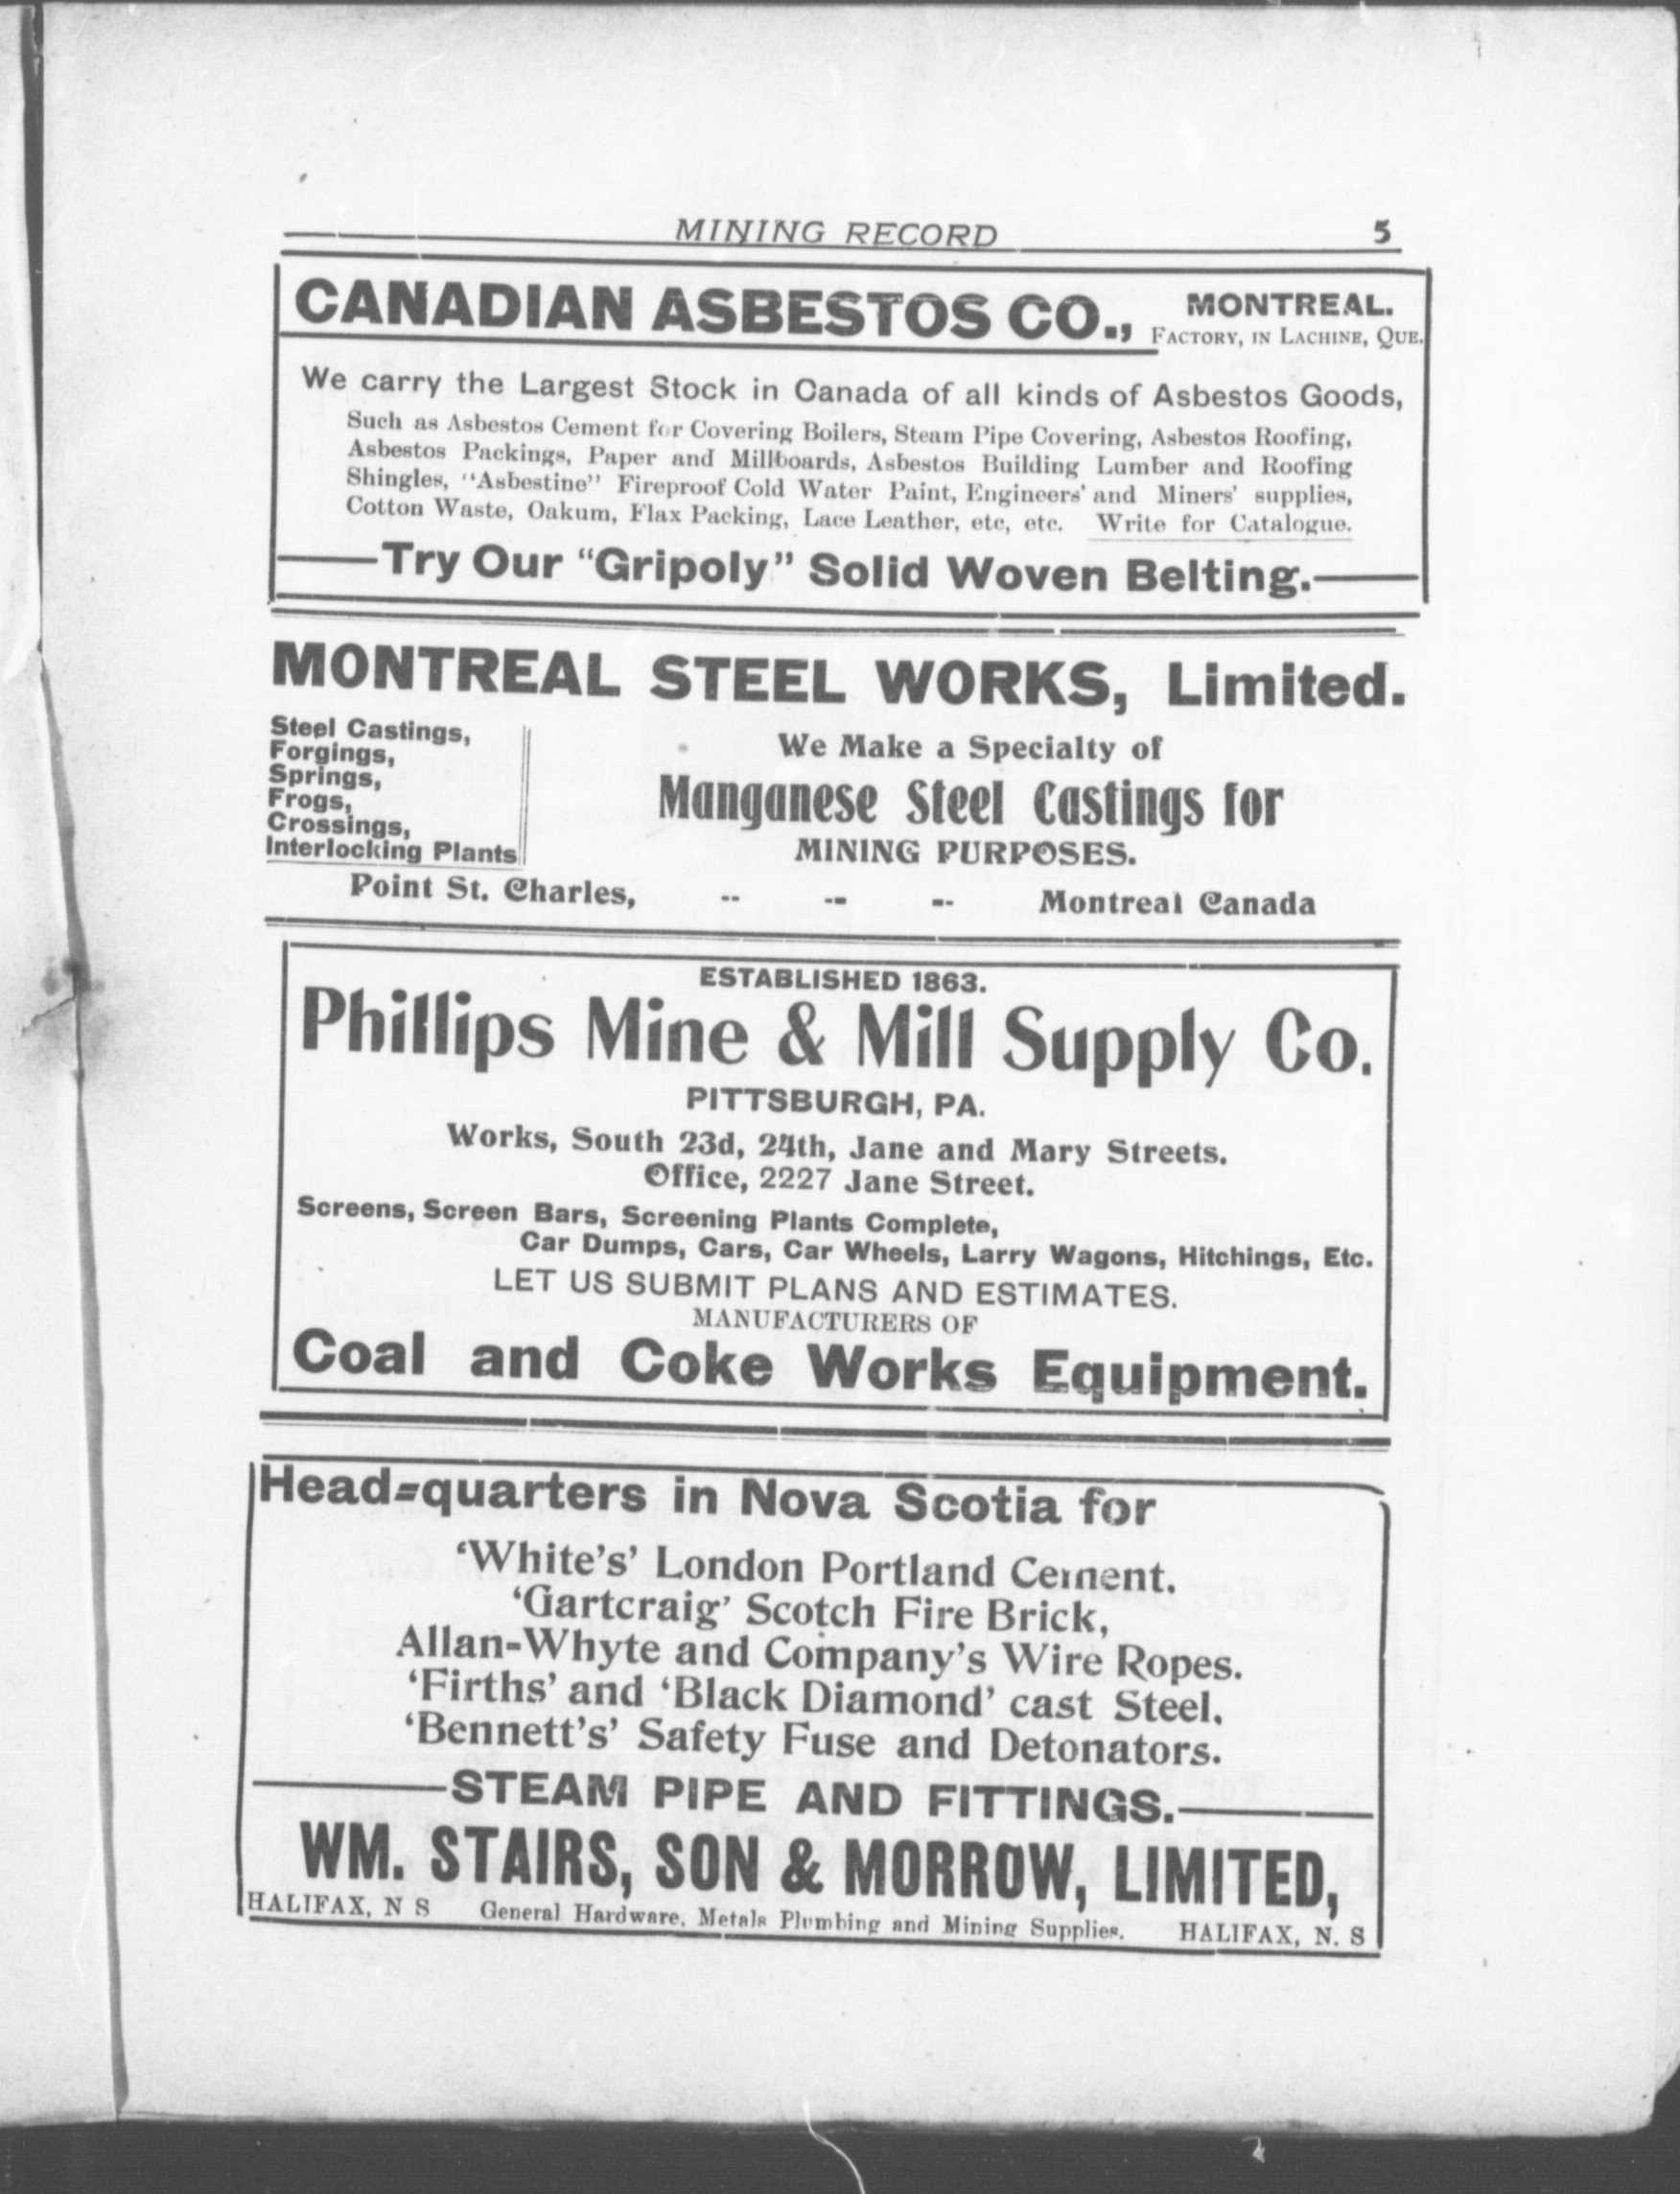 MINING RECORD 5
CANADIAN ASBESTOS CO., MONTREAL.
FACTORY, IN LACHINE, QUE.
We carry the Largest Stock in Canada of all kinds of Asbestos Goods,
Such as Asbestos Cement for Covering Boilers, Steam Pipe Covering, Asbestos Roofing,
Asbestos Packings, Paper and Millboards, Asbestos Building Lumber and Roofing
Shingles, "Asbestine" Fireproof Cold Water Paint, Engineers' and Miners' supplies,
Cotton Waste, Oakum, Flax Packing, Lace Leather, etc, etc. Write for Catalogue.
Try Our "Gripoly" Solid Woven Belting.
MONTREAL STEEL WORKS, Limited.
Steel Castings,
Forgings,
Springs,
Frogs,
Crossings,
Interlocking Plants
We Make a Specialty of
Manganese Steel Castings for
MINING PURPOSES.
Point St. Charles, -- -- -- Montreal Canada
ESTABLISHED 1863.
Phillips Mine & Mill Supply Co.
PITTSBURGH, PA.
Works, South 23d, 24th, Jane and Mary Streets.
Office, 2227 Jane Street.
Screens, Screen Bars, Screening Plants Complete,
Car Dumps, Cars, Car Wheels, Larry Wagons, Hitchings, Etc.
LET US SUBMIT PLANS AND ESTIMATES.
MANUFACTURERS OF
Coal and Coke Works Equipment.
Head=quarters in Nova Scotia for
'White's' London Portland Cement.
'Gartcraig' Scotch Fire Brick,
Allan-Whyte and Company's Wire Ropes.
'Firths' and 'Black Diamond' cast Steel.
'Bennett's' Safety Fuse and Detonators.
STEAM PIPE AND FITTINGS.
WM. STAIRS, SON & MORROW, LIMITED,
HALIFAX, N S General Hardware, Metals Plumbing and Mining Supplies. HALIFAX, N. S